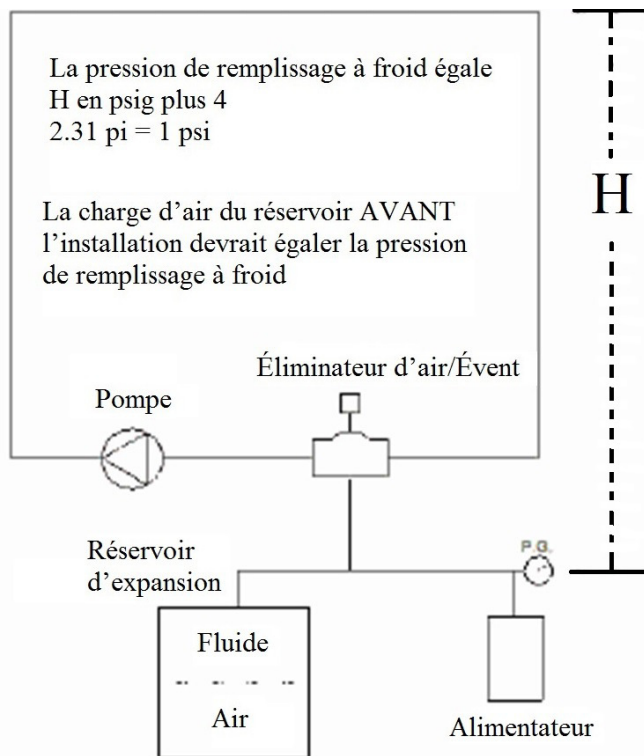 La pression de remplissage à froid égale
H en psig plus 4
2.31 pi = 1 psi
H
La charge d'air du réservoir AVANT
l'installation devrait égaler la pression
de remplissage à froid
Éliminateur d'air/Évent
Pompe
P.G.
Réservoir
d'expansion
Fluide
Air
Alimentateur